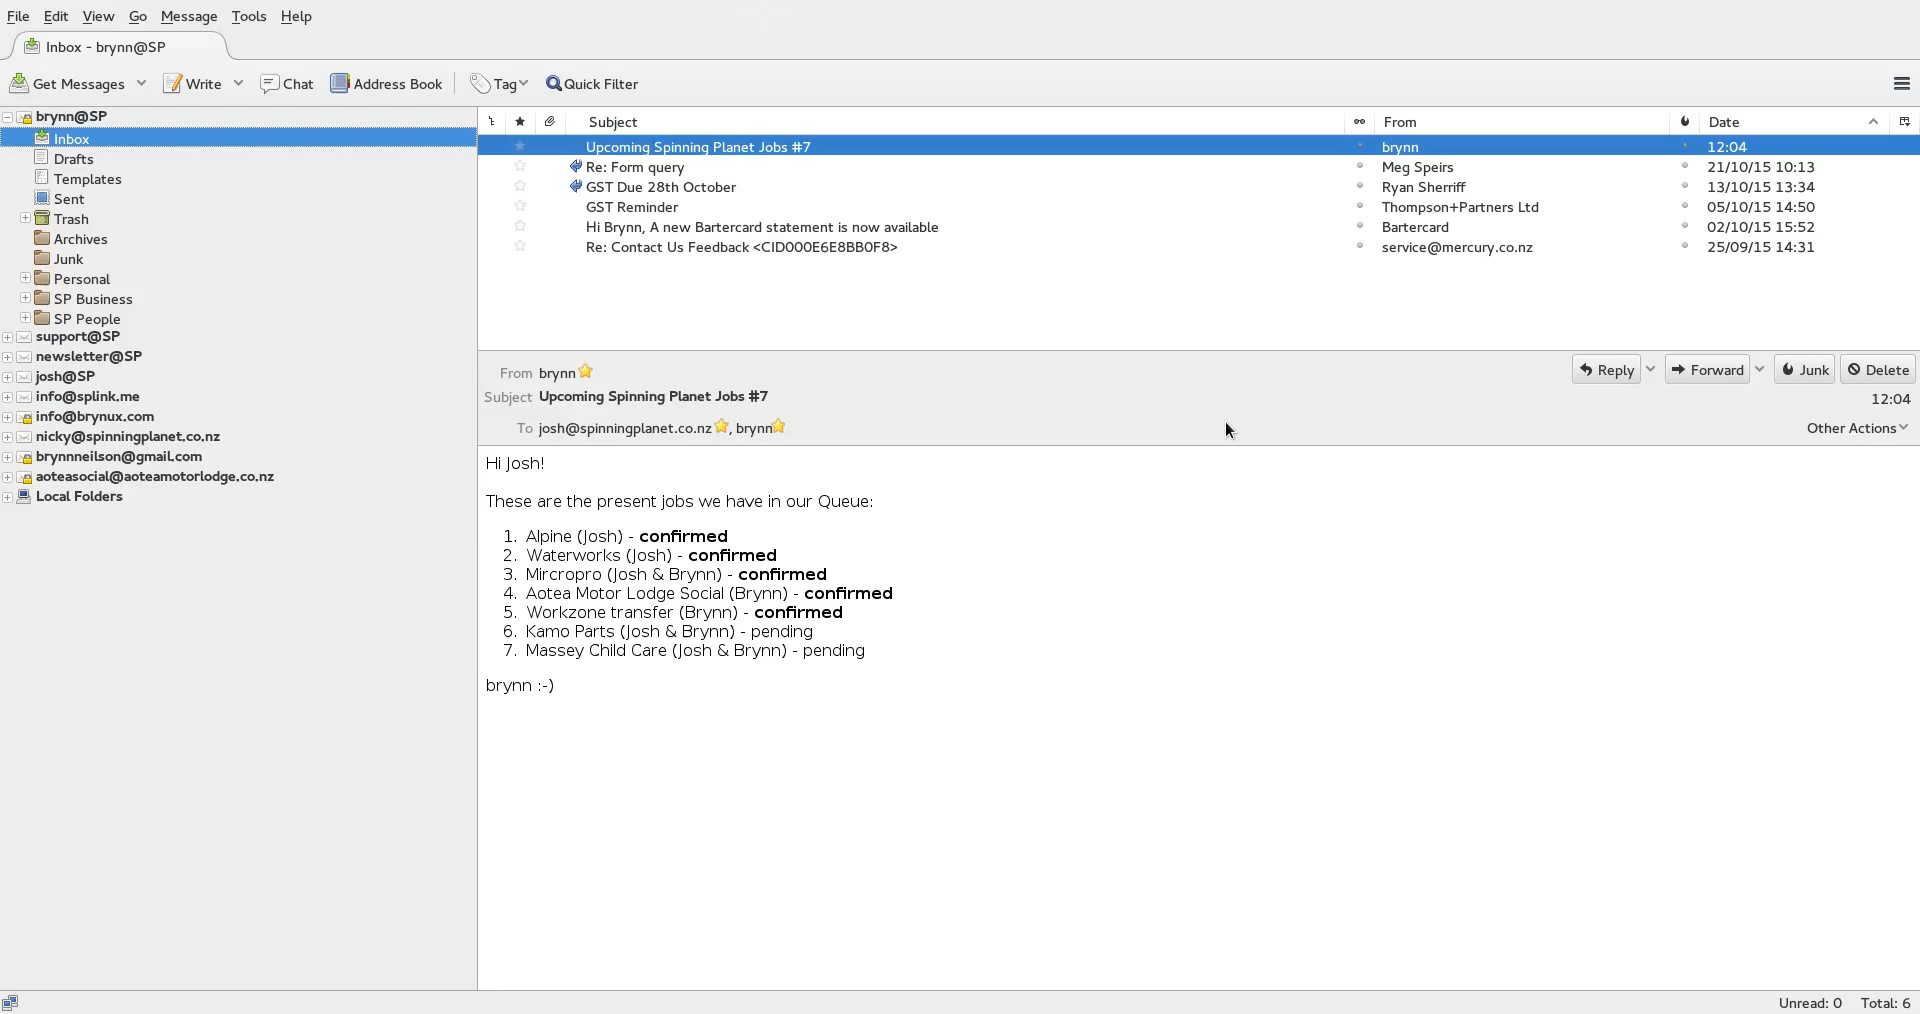 File Edit View Go Message Tools Help
Inbox - brynn@SP
Get Messages Write Chat Address Book Tag Quick Filter
brynn@SP
Inbox
Drafts
Templates
Sent
Trash
Archives
Junk
Personal
SP Business
SP People
support@SP
newsletter@SP
josh@SP
info@splink.me
info@brynux.com
nicky@spinningplanet.co.nz
brynnneilson@gmail.com
aoteasocial@aoteamotorlodge.co.nz
Local Folders
Subject From Date
Upcoming Spinning Planet Jobs #7 brynn 12:04
Re: Form query Meg Speirs 21/10/15 10:13
GST Due 28th October Ryan Sherriff 13/10/15 13:34
GST Reminder Thompson+Partners Ltd 05/10/15 14:50
Hi Brynn, A new Bartercard statement is now available Bartercard 02/10/15 15:52
Re: Contact Us Feedback <CID000E6E8BB0F8> service@mercury.co.nz 25/09/15 14:31
From brynn Reply Forward Junk Delete
Subject Upcoming Spinning Planet Jobs #7 12:04
To josh@spinningplanet.co.nz, brynn Other Actions
Hi Josh!
These are the present jobs we have in our Queue:
1. Alpine (Josh) - confirmed
2. Waterworks (Josh) - confirmed
3. Mircropro (Josh & Brynn) - confirmed
4. Aotea Motor Lodge Social (Brynn) - confirmed
5. Workzone transfer (Brynn) - confirmed
6. Kamo Parts (Josh & Brynn) - pending
7. Massey Child Care (Josh & Brynn) - pending
brynn :-)
Unread: 0 Total: 6